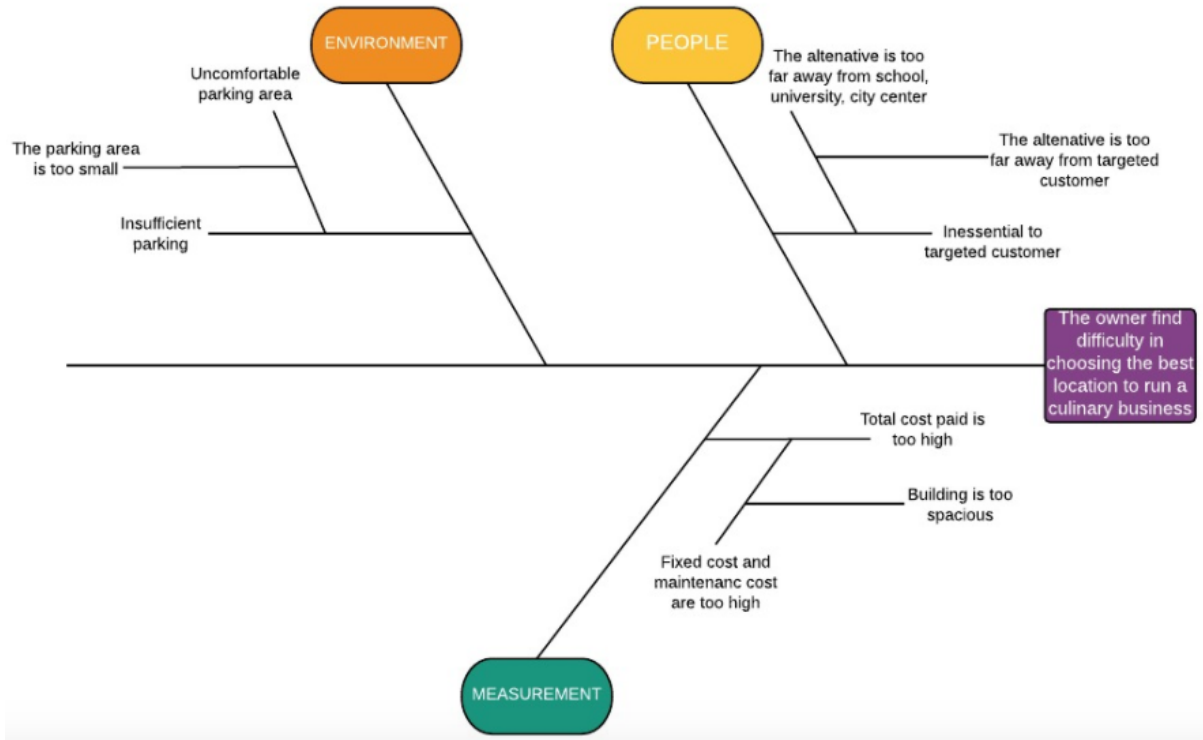 ENVIRONMENT
PEOPLE
Uncomfortable
parking area
The parking area
is too small
Insufficient
parking
The altenative is too
far away from school,
university, city center
The altenative is too
far away from targeted
customer
Inessential to
targeted customer
The owner find
difficulty in
choosing the best
location to run a
culinary business
Total cost paid is
too high
Building is too
spacious
Fixed cost and
maintenanc cost
are too high
MEASUREMENT